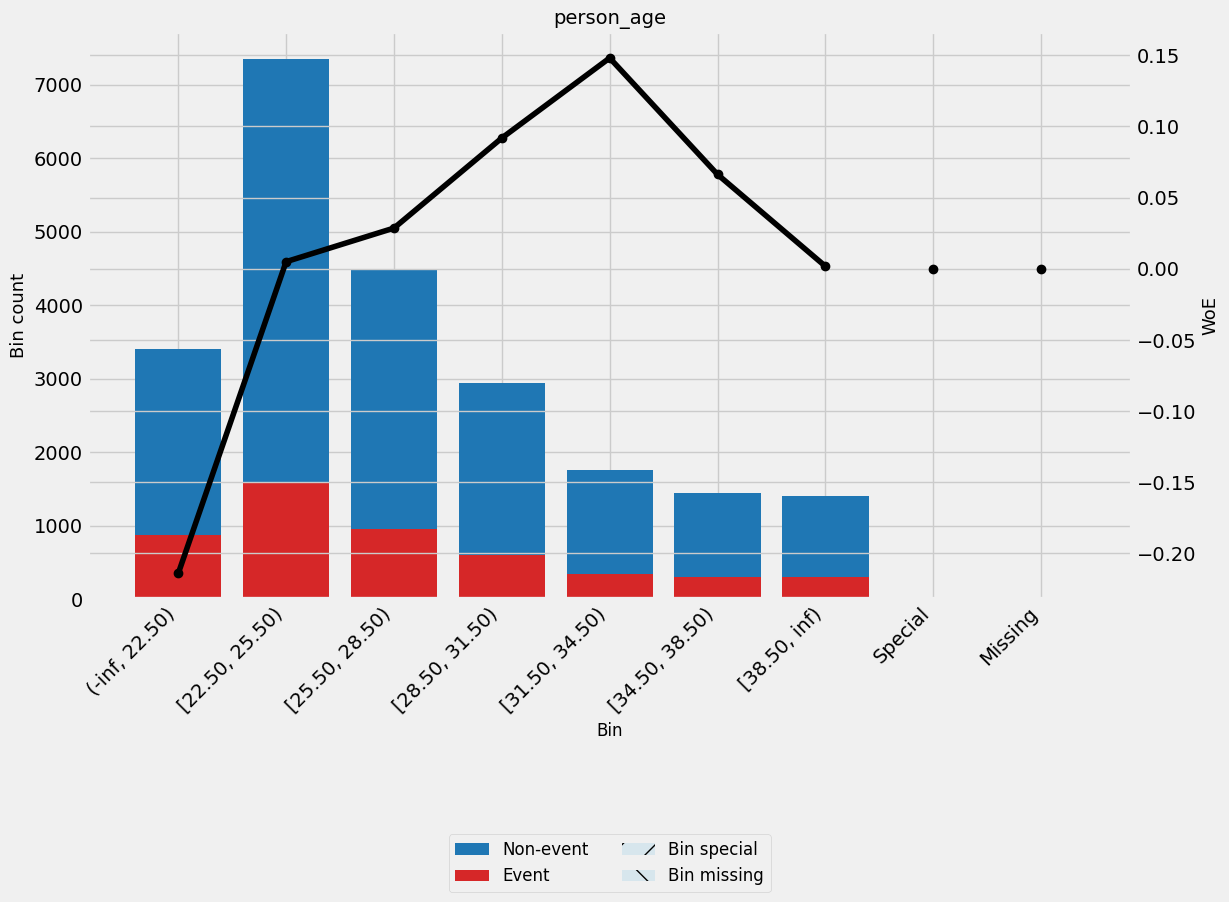 person_age
7000
6000
5000
4000
3000
2000
1000
0
Bin count
0.15
0.10
0.05
0.00
−0.05
−0.10
−0.15
−0.20
WoE
(-inf, 22.50)
[22.50, 25.50)
[25.50, 28.50)
[28.50, 31.50)
[31.50, 34.50)
[34.50, 38.50)
[38.50, inf)
Special
Missing
Bin
Non-event
Event
Bin special
Bin missing